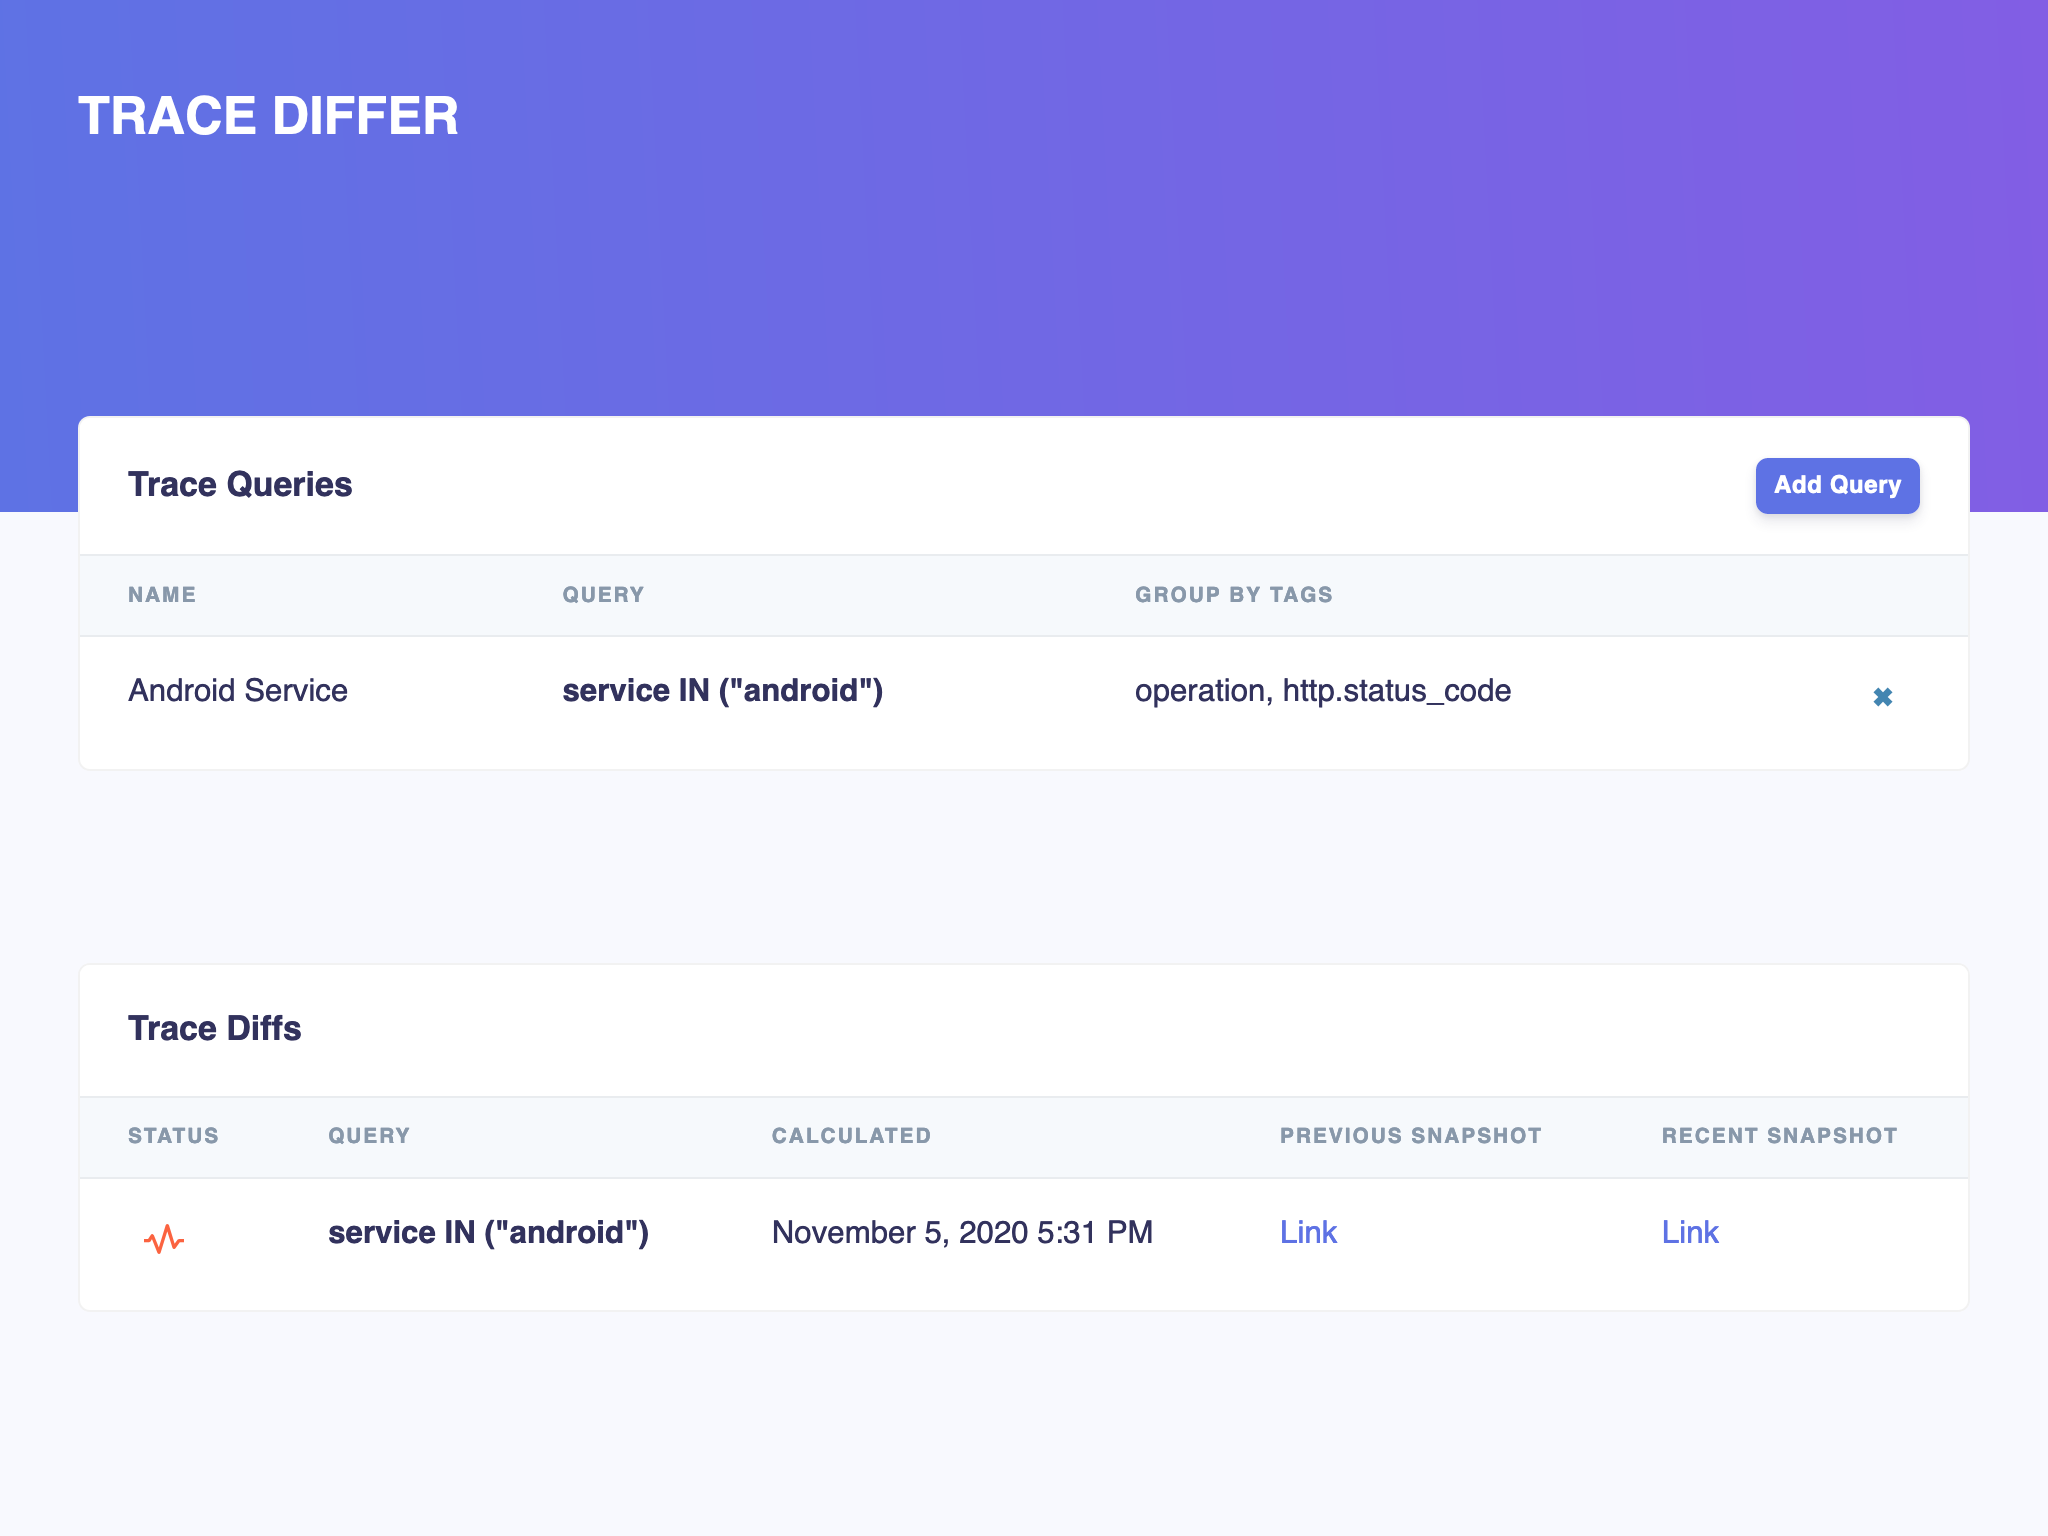 TRACE DIFFER
Trace Queries
Add Query
NAME QUERY GROUP BY TAGS
Android Service service IN ("android") operation, http.status_code
Trace Diffs
STATUS QUERY CALCULATED PREVIOUS SNAPSHOT RECENT SNAPSHOT
service IN ("android") November 5, 2020 5:31 PM Link Link